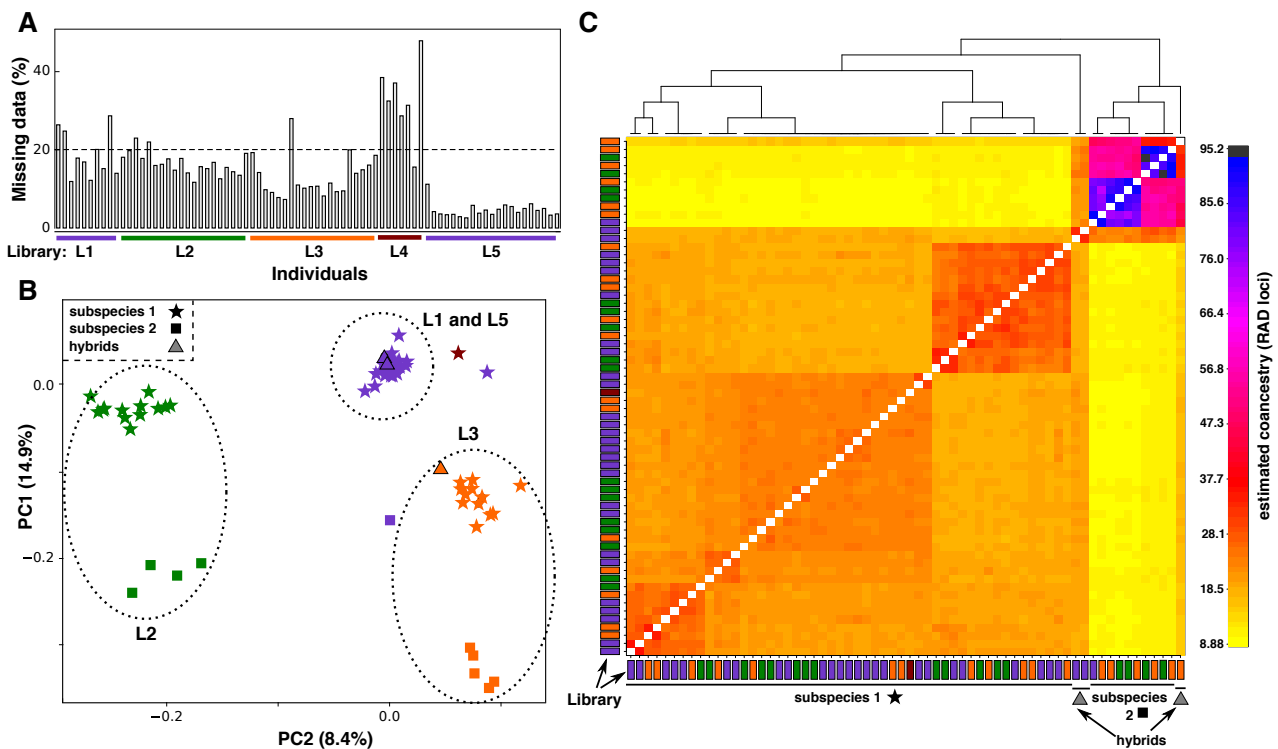 A
Missing data (%)
40
20
0
Library: L1 L2 L3 L4 L5
Individuals
B
subspecies 1
subspecies 2
hybrids
L1 and L5
L3
L2
PC1 (14.9%)
0.0
−0.2
−0.2 0.0
PC2 (8.4%)
C
95.2
85.6
76.0
66.4
56.8
47.3
37.7
28.1
18.5
8.88
estimated coancestry (RAD loci)
Library
subspecies 1
subspecies
2
hybrids